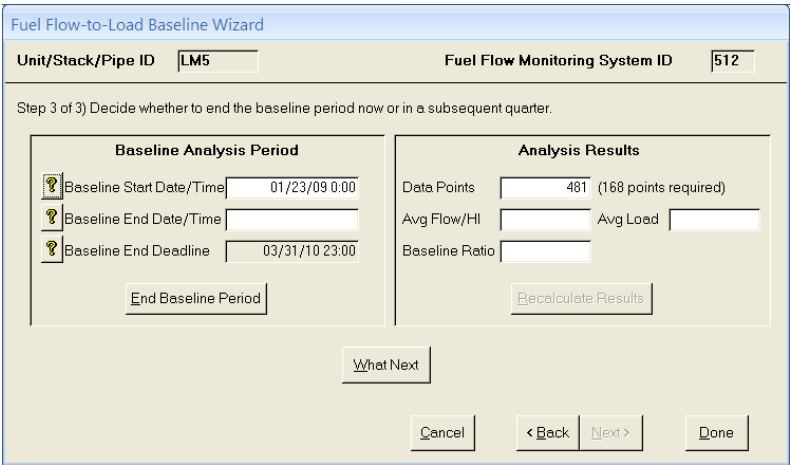 Fuel Flow-to-Load Baseline Wizard
Unit/Stack/Pipe ID LM5 Fuel Flow Monitoring System ID 512
Step 3 of 3) Decide whether to end the baseline period now or in a subsequent quarter.
Baseline Analysis Period
? Baseline Start Date/Time 01/23/09 0:00
? Baseline End Date/Time
? Baseline End Deadline 03/31/10 23:00
End Baseline Period
Analysis Results
Data Points 481 (168 points required)
Avg Flow/HI Avg Load
Baseline Ratio
Recalculate Results
What Next
Cancel < Back Next > Done